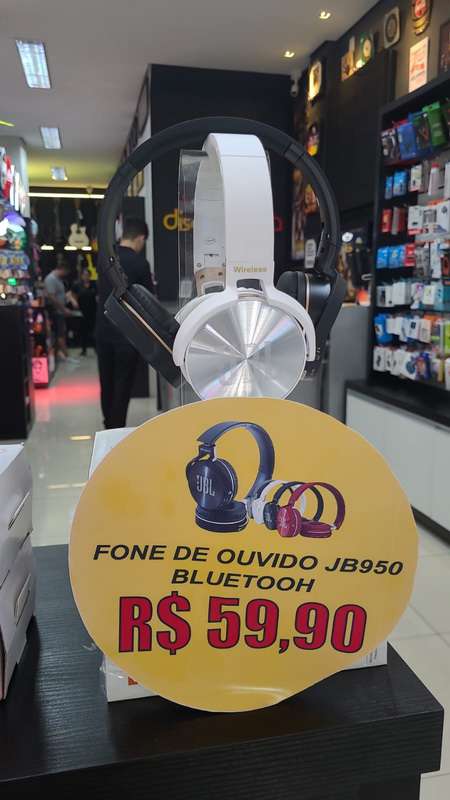 Wireless
JBL
FONE DE OUVIDO JB950
BLUETOOH
R$ 59,90